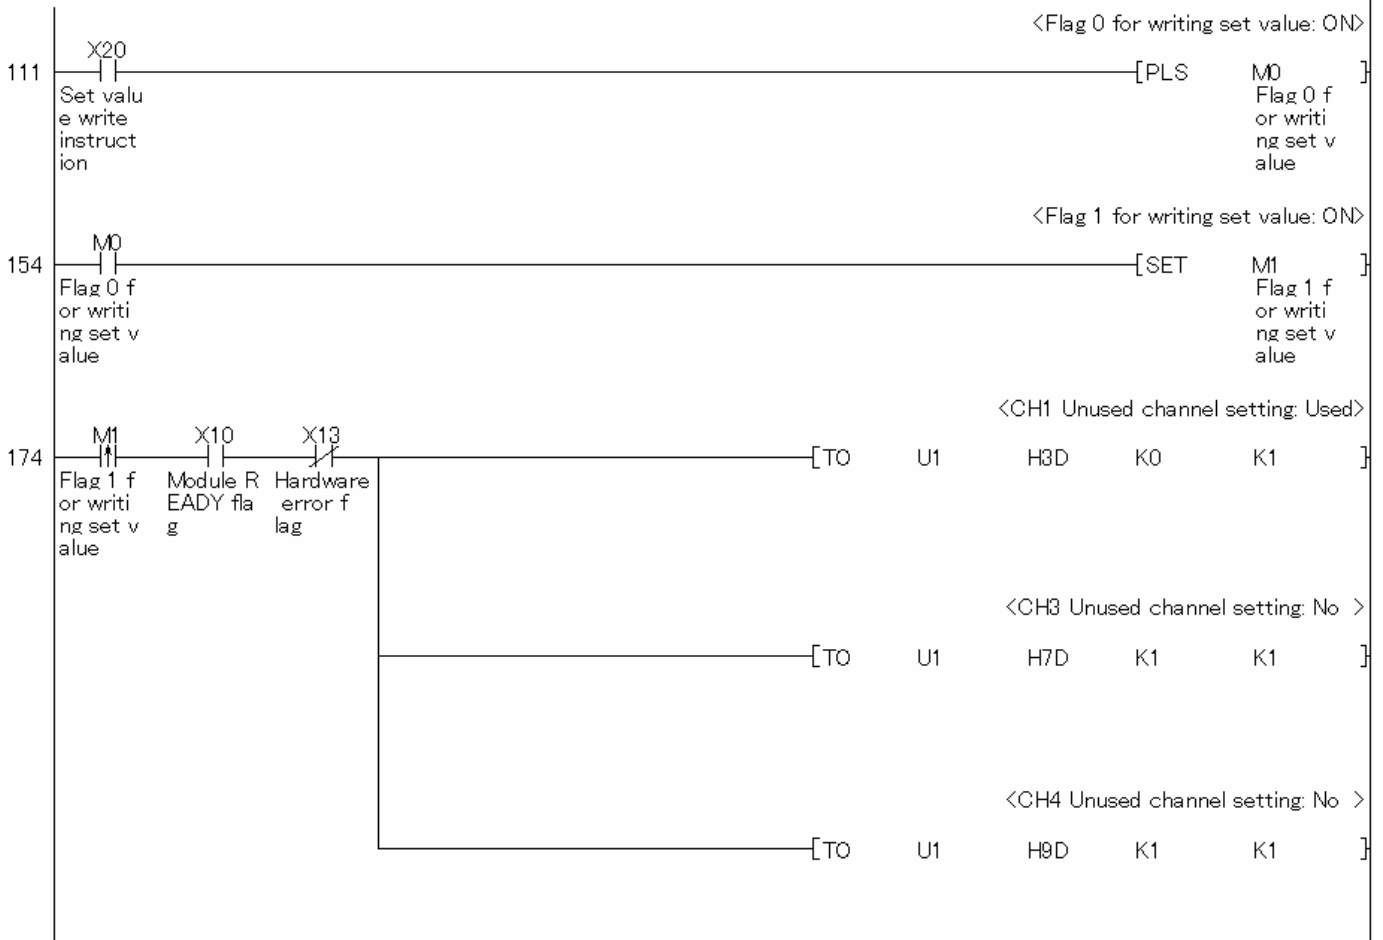 <Flag 0 for writing set value: ON>
X20
111 [PLS M0 ]
Set valu
e write
instruct
ion
Flag 0 f
or writi
ng set v
alue
<Flag 1 for writing set value: ON>
M0
154 [SET M1 ]
Flag 0 f
or writi
ng set v
alue
Flag 1 f
or writi
ng set v
alue
<CH1 Unused channel setting: Used>
M1 X10 X13
174 [TO U1 H3D K0 K1 ]
Flag 1 f
or writi
ng set v
alue
Module R
EADY fla
g
Hardware
error f
lag
<CH3 Unused channel setting: No >
[TO U1 H7D K1 K1 ]
<CH4 Unused channel setting: No >
[TO U1 H9D K1 K1 ]